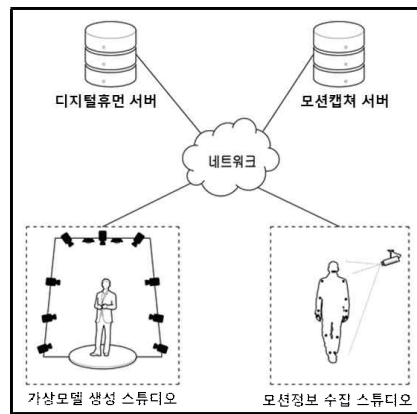 디지털휴먼 서버
모션캡쳐 서버
네트워크
가상모델 생성 스튜디오
모션정보 수집 스튜디오